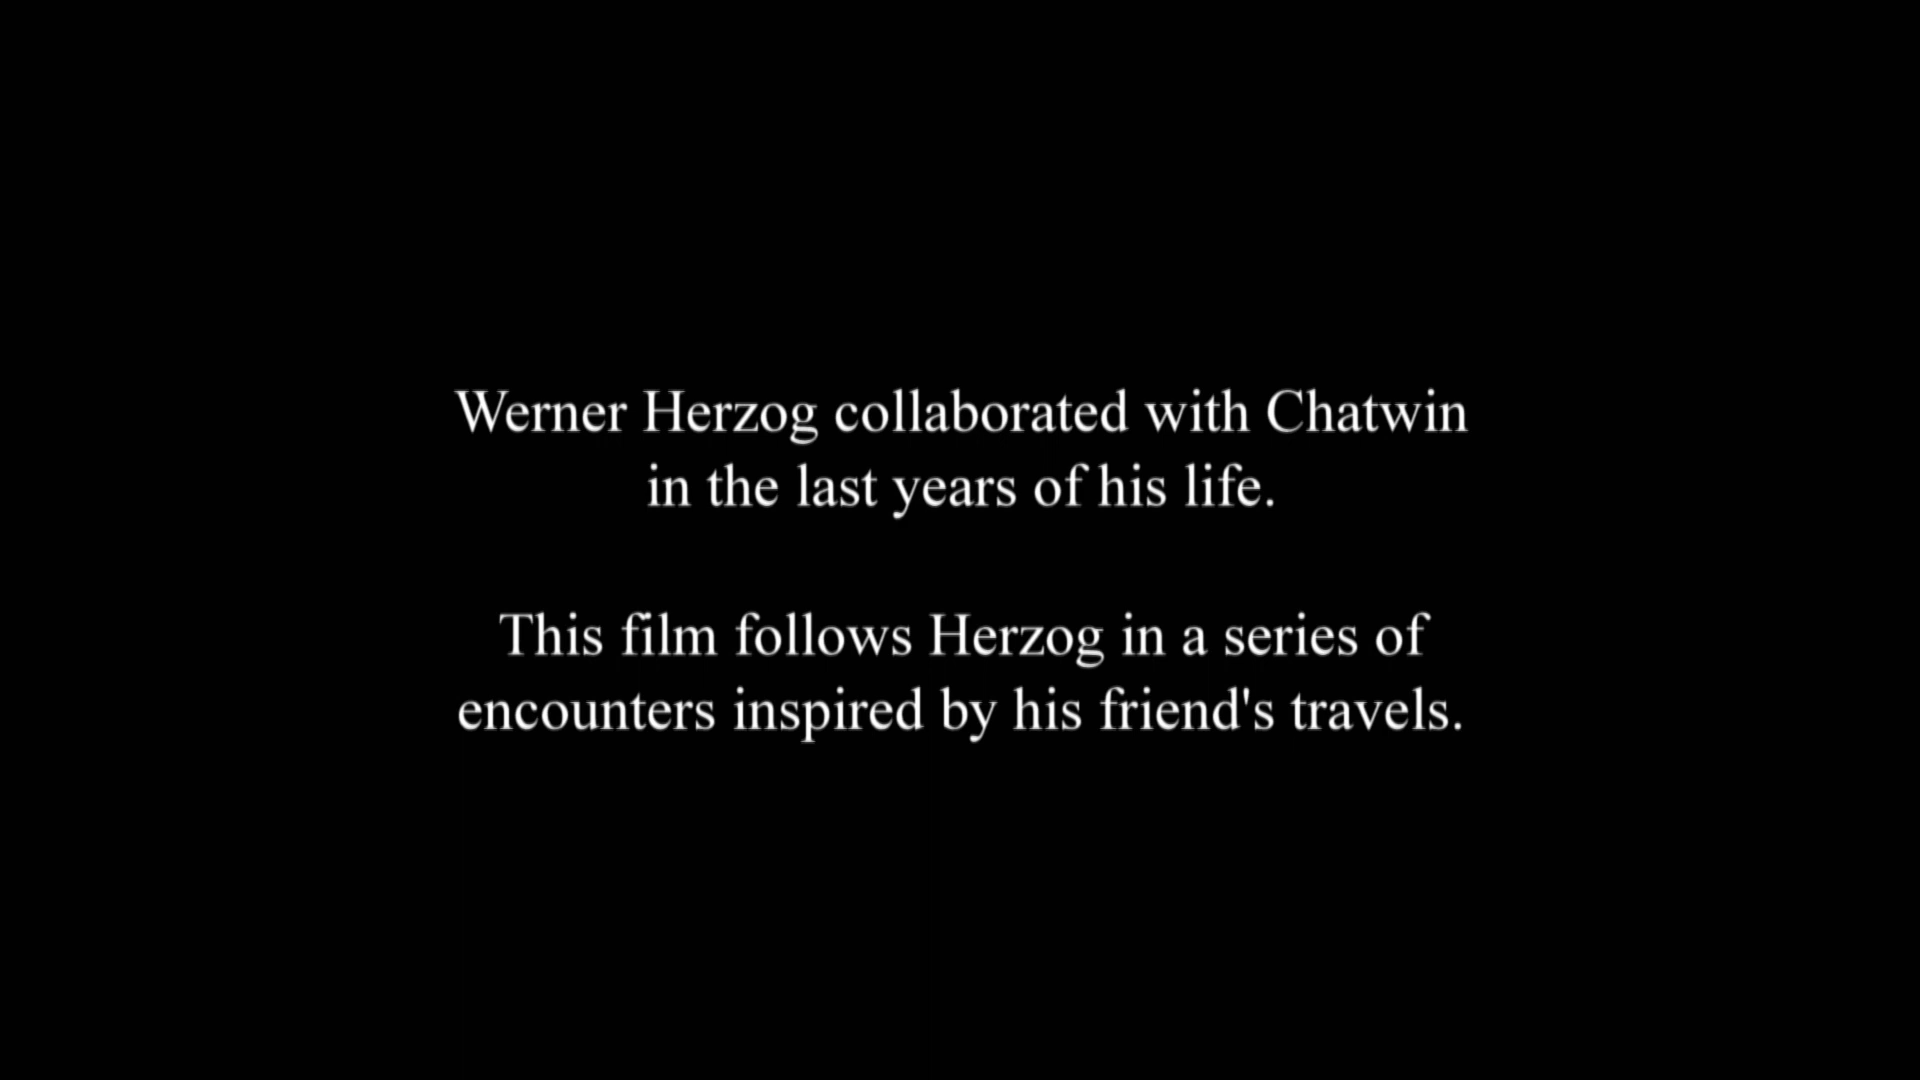 Werner Herzog collaborated with Chatwin
in the last years of his life.
This film follows Herzog in a series of
encounters inspired by his friend's travels.